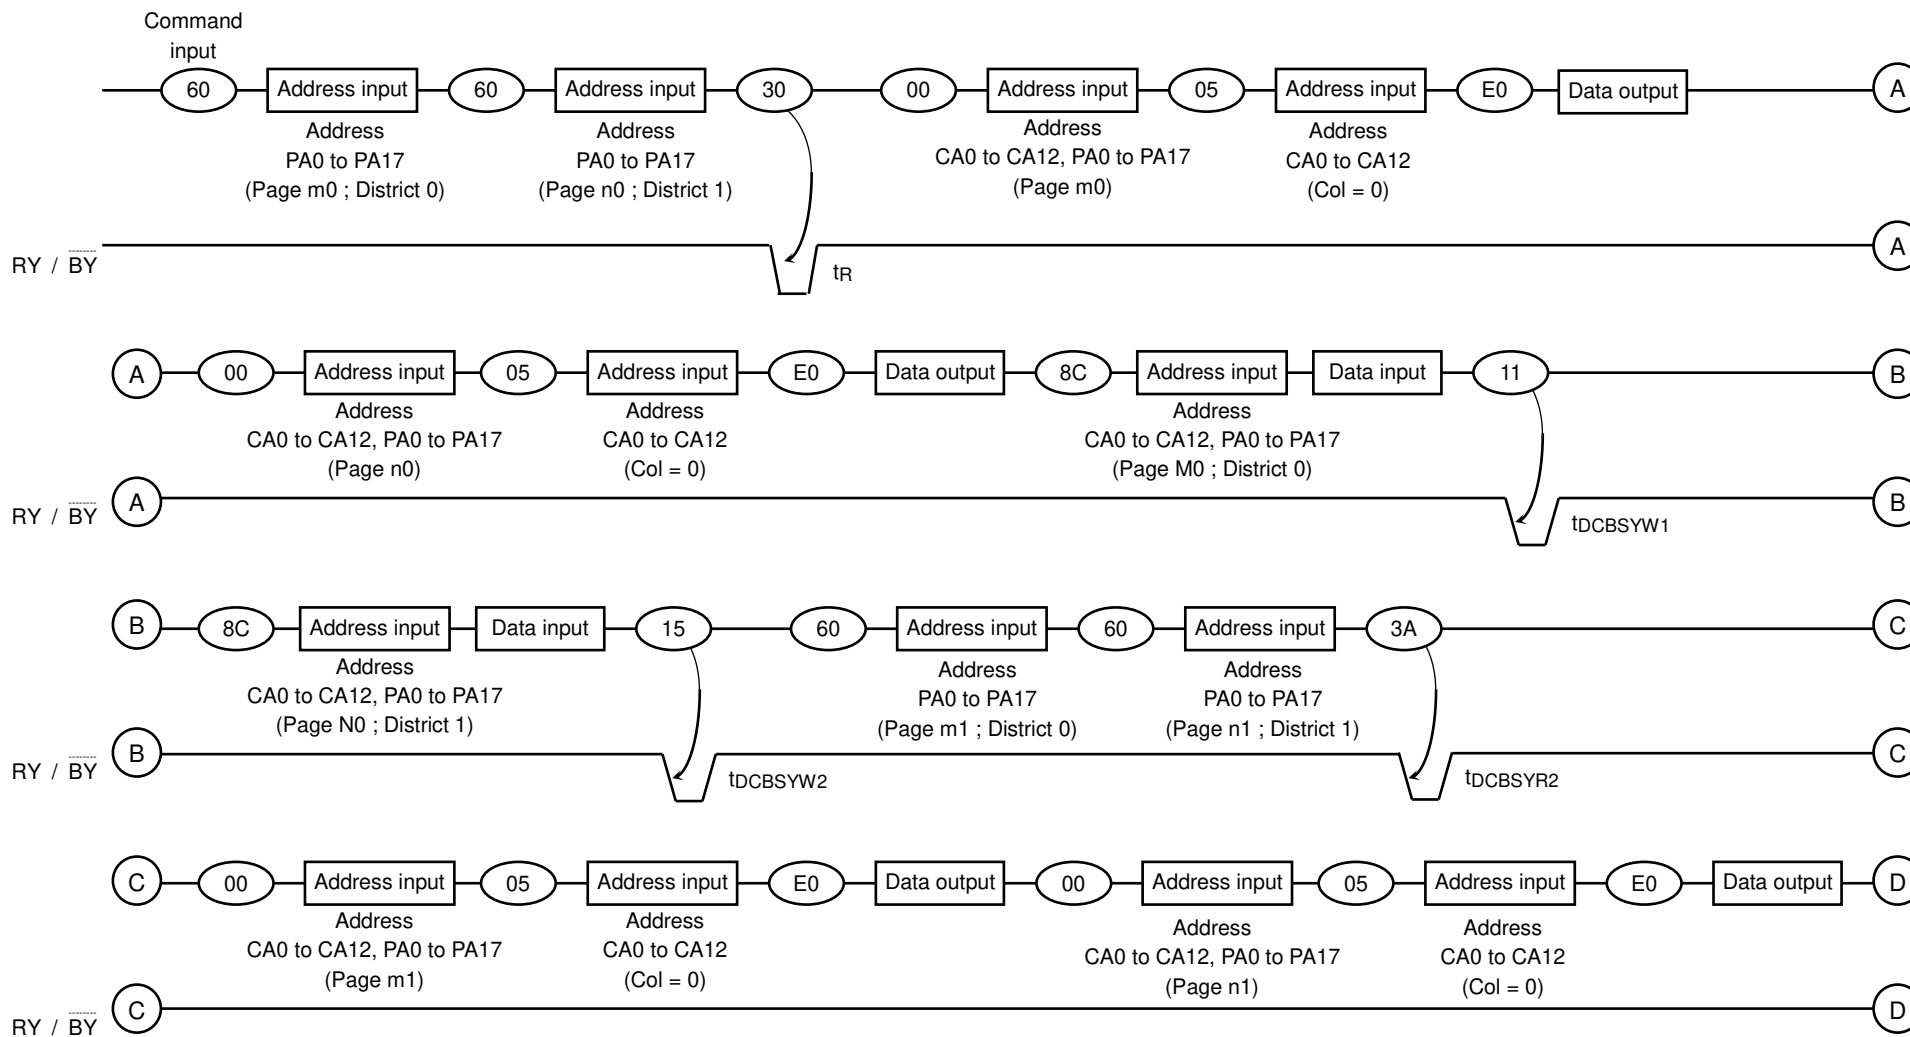 Command
input
60 Address input 60 Address input 30 00 Address input 05 Address input E0 Data output A
Address Address Address Address
PA0 to PA17 PA0 to PA17 CA0 to CA12, PA0 to PA17 CA0 to CA12
(Page m0 ; District 0) (Page n0 ; District 1) (Page m0) (Col = 0)
RY / BY A
tR
A 00 Address input 05 Address input E0 Data output 8C Address input Data input 11 B
Address Address Address
CA0 to CA12, PA0 to PA17 CA0 to CA12 CA0 to CA12, PA0 to PA17
(Page n0) (Col = 0) (Page M0 ; District 0)
RY / BY A B
tDCBSYW1
B 8C Address input Data input 15 60 Address input 60 Address input 3A C
Address Address Address
CA0 to CA12, PA0 to PA17 PA0 to PA17 PA0 to PA17
(Page N0 ; District 1) (Page m1 ; District 0) (Page n1 ; District 1)
RY / BY B C
tDCBSYW2 tDCBSYR2
C 00 Address input 05 Address input E0 Data output 00 Address input 05 Address input E0 Data output D
Address Address Address Address
CA0 to CA12, PA0 to PA17 CA0 to CA12 CA0 to CA12, PA0 to PA17 CA0 to CA12
(Page m1) (Col = 0) (Page n1) (Col = 0)
RY / BY C D